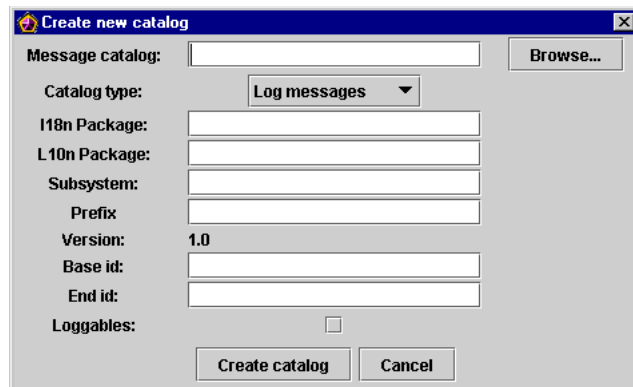 Create new catalog
Message catalog: Browse...
Catalog type: Log messages
I18n Package:
L10n Package:
Subsystem:
Prefix
Version: 1.0
Base id:
End id:
Loggables:
Create catalog Cancel